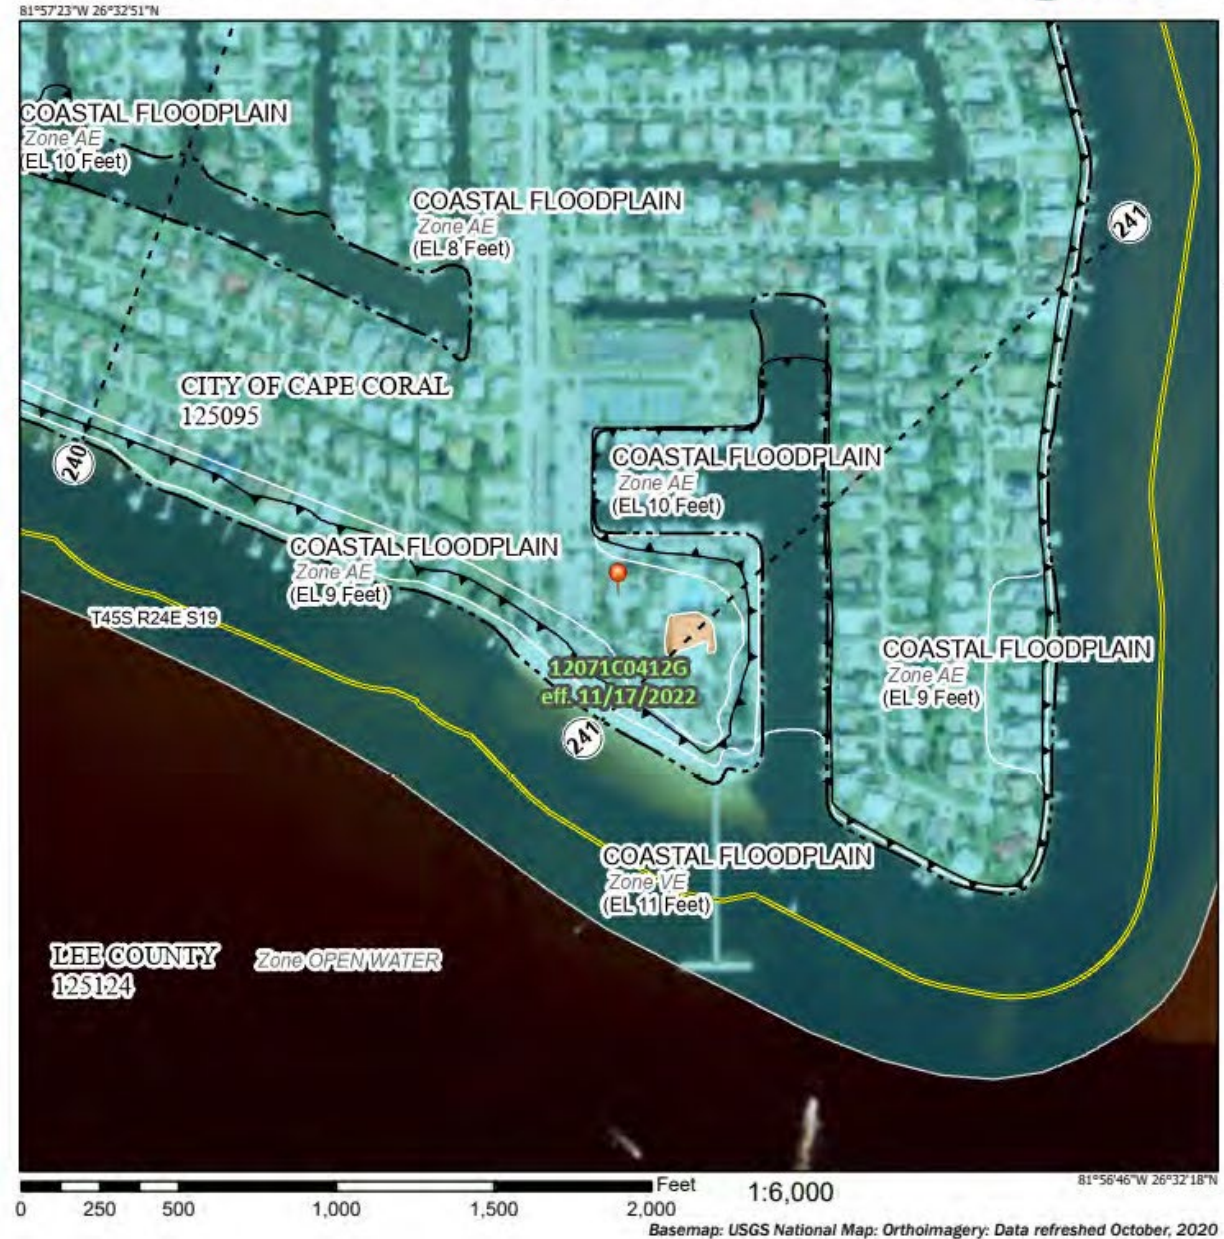 81°57'23"W 26°32'51"N
COASTAL FLOODPLAIN
Zone AE
(EL 10 Feet)
COASTAL FLOODPLAIN
Zone AE
(EL 8 Feet)
241
CITY OF CAPE CORAL
125095
240
COASTAL FLOODPLAIN
Zone AE
(EL 10 Feet)
COASTAL FLOODPLAIN
Zone AE
(EL 9 Feet)
T45S R24E S19
COASTAL FLOODPLAIN
Zone AE
(EL 9 Feet)
12071C0412G
eff. 11/17/2022
241
COASTAL FLOODPLAIN
Zone VE
(EL 11 Feet)
LEE COUNTY
125124
Zone OPEN WATER
81°56'46"W 26°32'18"N
Feet
1:6,000
0 250 500 1,000 1,500 2,000
Basemap: USGS National Map: Orthoimagery: Data refreshed October, 2020